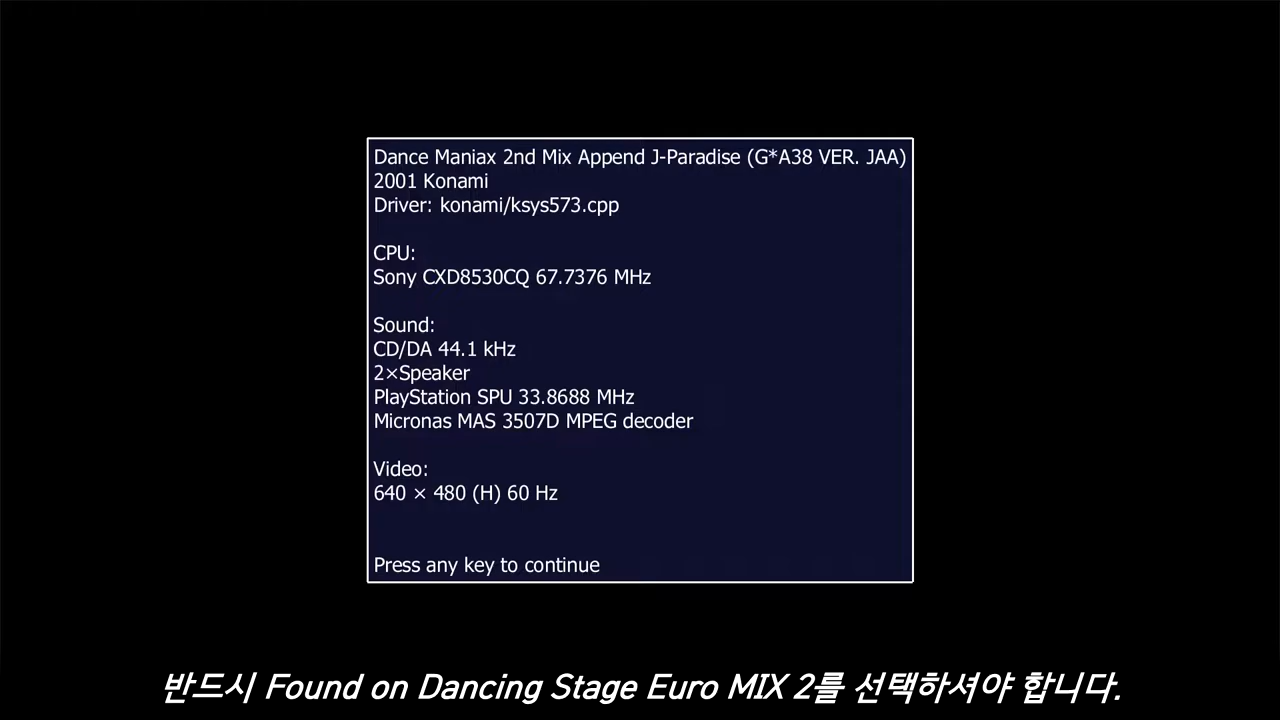 Dance Maniax 2nd Mix Append J-Paradise (G*A38 VER. JAA)
2001 Konami
Driver: konami/ksys573.cpp
CPU:
Sony CXD8530CQ 67.7376 MHz
Sound:
CD/DA 44.1 kHz
2×Speaker
PlayStation SPU 33.8688 MHz
Micronas MAS 3507D MPEG decoder
Video:
640 × 480 (H) 60 Hz
Press any key to continue
반드시 Found on Dancing Stage Euro MIX 2를 선택하셔야 합니다.